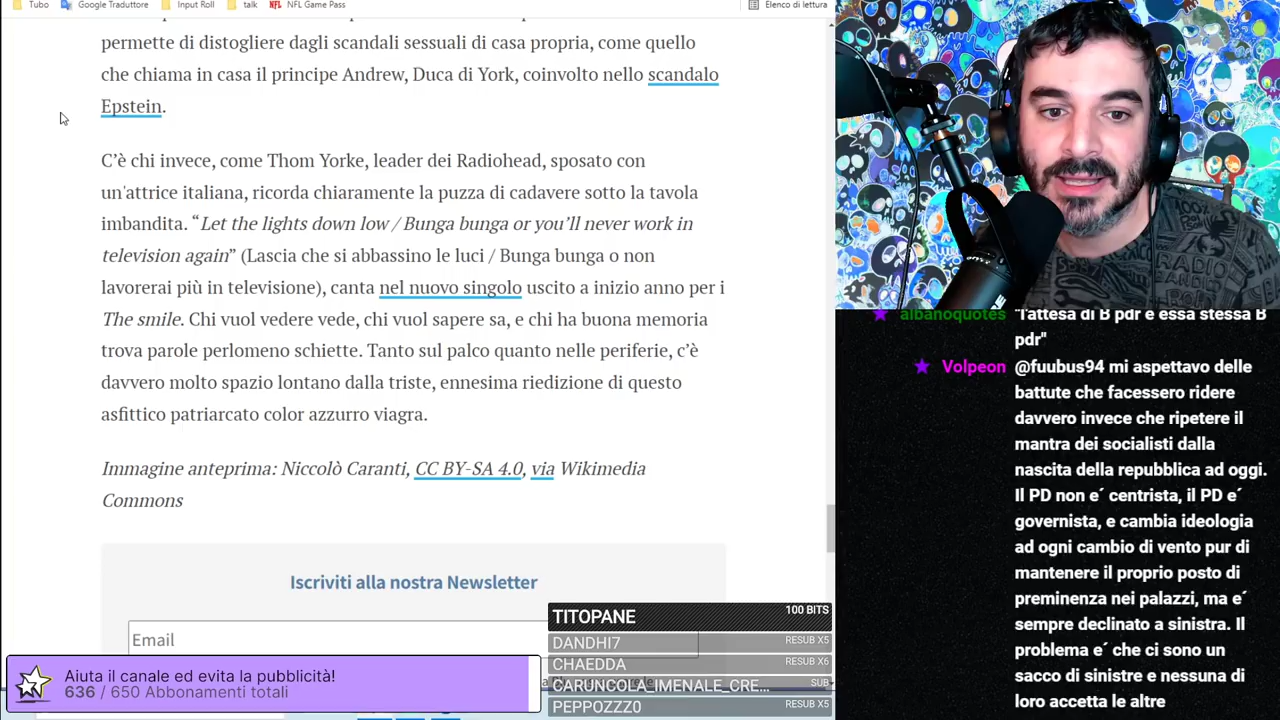 Tubo Google Traduttore Input Roll talk NFL Game Pass Elenco di lettura
permette di distogliere dagli scandali sessuali di casa propria, come quello
che chiama in casa il principe Andrew, Duca di York, coinvolto nello scandalo
Epstein.
C’è chi invece, come Thom Yorke, leader dei Radiohead, sposato con
un'attrice italiana, ricorda chiaramente la puzza di cadavere sotto la tavola
imbandita. “Let the lights down low / Bunga bunga or you’ll never work in
television again” (Lascia che si abbassino le luci / Bunga bunga o non
lavorerai più in televisione), canta nel nuovo singolo uscito a inizio anno per i
The smile. Chi vuol vedere vede, chi vuol sapere sa, e chi ha buona memoria
trova parole perlomeno schiette. Tanto sul palco quanto nelle periferie, c’è
davvero molto spazio lontano dalla triste, ennesima riedizione di questo
asfittico patriarcato color azzurro viagra.
Immagine anteprima: Niccolò Caranti, CC BY-SA 4.0, via Wikimedia
Commons
Iscriviti alla nostra Newsletter
Email
Aiuta il canale ed evita la pubblicità!
636 / 650 Abbonamenti totali
TITOPANE 100 BITS
DANDHI7 RESUB X5
CHAEDDA RESUB X6
CARUNCOLA_IMENALE_CRE... SUB
PEPPOZZZ0 RESUB X5
albanoquotes "l'attesa di B pdr è essa stessa B
pdr"
Volpeon @fuubus94 mi aspettavo delle
battute che facessero ridere
davvero invece che ripetere il
mantra dei socialisti dalla
nascita della repubblica ad oggi.
Il PD non e´ centrista, il PD e´
governista, e cambia ideologia
ad ogni cambio di vento pur di
mantenere il proprio posto di
preminenza nei palazzi, ma e´
sempre declinato a sinistra. Il
problema e´ che ci sono un
sacco di sinistre e nessuna di
loro accetta le altre